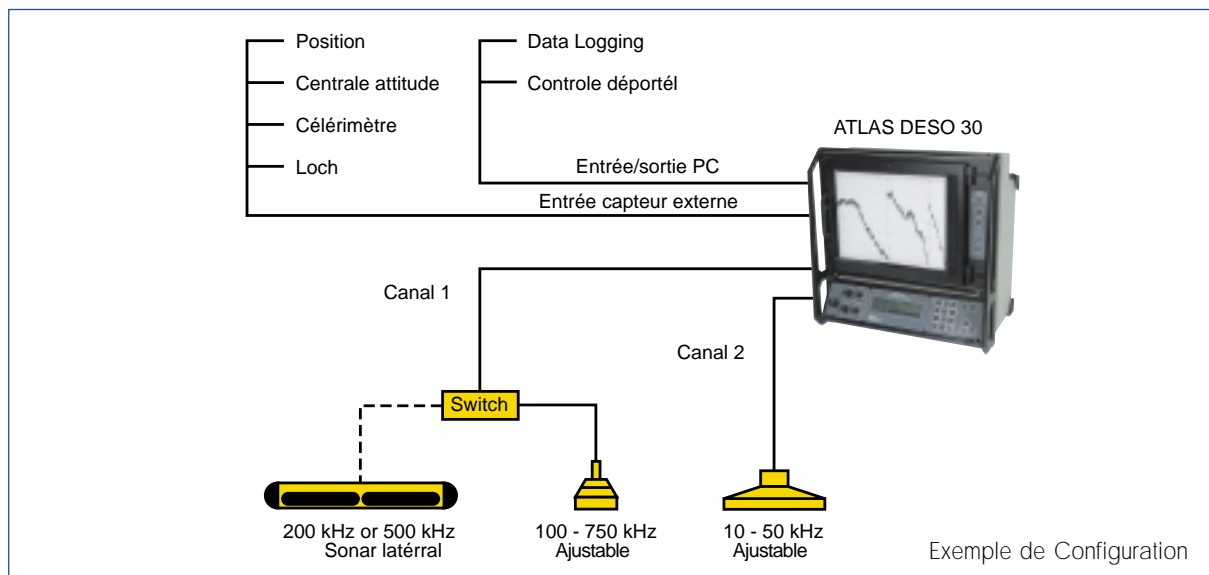 Position
Centrale attitude
Célérimètre
Loch
Data Logging
Controle déportél
ATLAS DESO 30
Entrée/sortie PC
Entrée capteur externe
Canal 1
Canal 2
Switch
200 kHz or 500 kHz
Sonar latérral
100 - 750 kHz
Ajustable
10 - 50 kHz
Ajustable
Exemple de Configuration